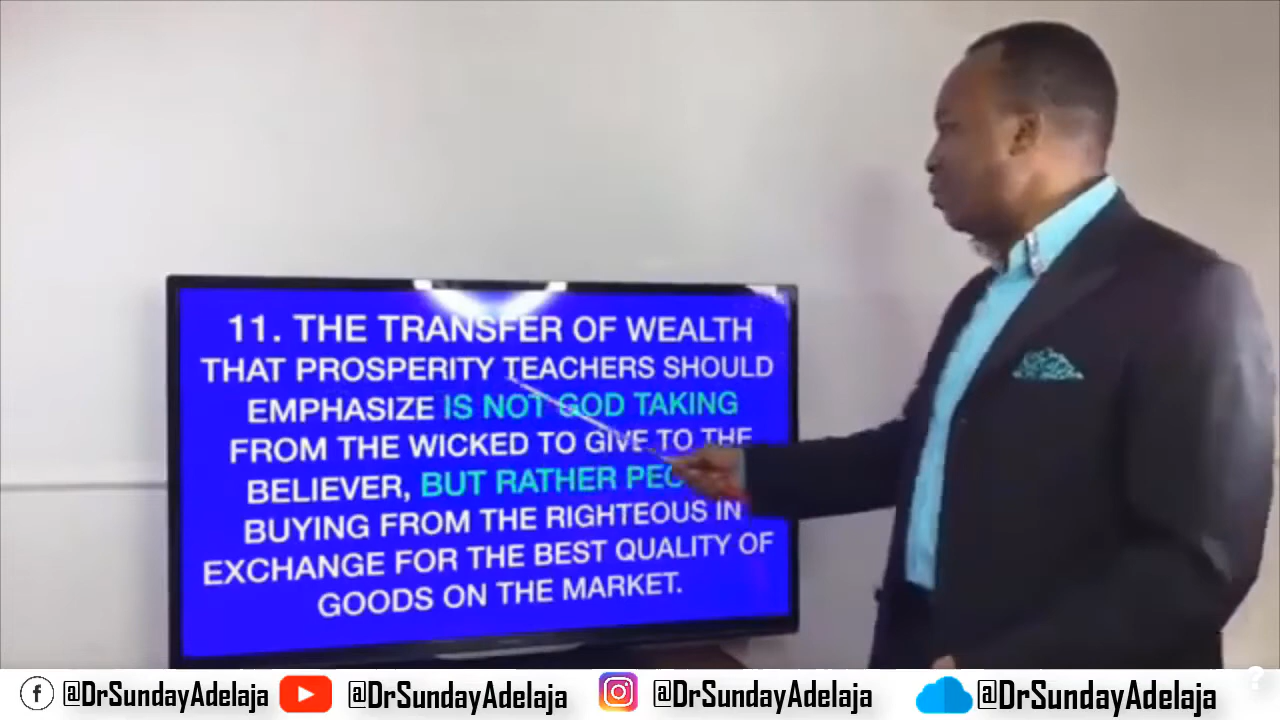 11. THE TRANSFER OF WEALTH
THAT PROSPERITY TEACHERS SHOULD
EMPHASIZE IS NOT GOD TAKING
FROM THE WICKED TO GIVE TO THE
BELIEVER, BUT RATHER
BUYING FROM THE RIGHTEOUS IN
EXCHANGE FOR THE BEST QUALITY OF
GOODS ON THE MARKET.
@DrSundayAdelaja @DrSundayAdelaja @DrSundayAdelaja @DrSundayAdelaja